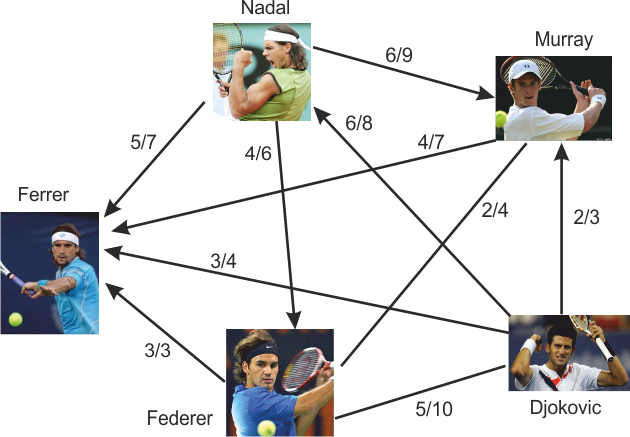 Nadal
6/9
Murray
5/7
4/6
6/8
4/7
Ferrer
2/4
2/3
3/4
3/3
Federer
5/10
Djokovic